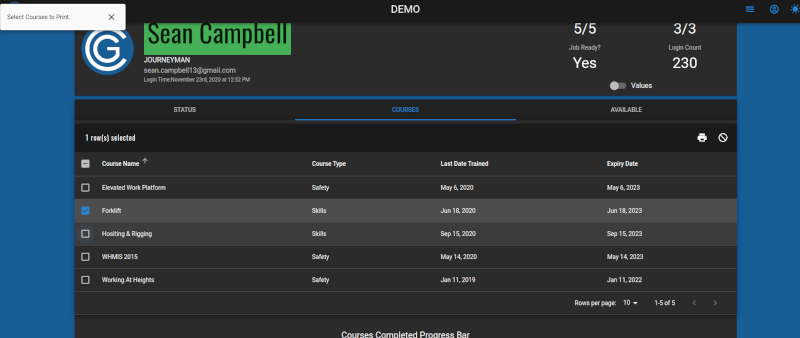 DEMO
Select Courses to Print.
Sean Campbell
JOURNEYMAN
sean.campbell13@gmail.com
Login Time:November 23rd, 2020 at 12:52 PM
5/5
3/3
Job Ready?
Login Count
Yes
230
Values
STATUS
COURSES
AVAILABLE
1 row(s) selected
Course Name Course Type Last Date Trained Expiry Date
Elevated Work Platform Safety May 6, 2020 May 6, 2023
Forklift Skills Jun 18, 2020 Jun 18, 2023
Hositing & Rigging Skills Sep 15, 2020 Sep 15, 2023
WHMIS 2015 Safety May 14, 2020 May 14, 2023
Working At Heights Safety Jan 11, 2019 Jan 11, 2022
Rows per page: 10 1-5 of 5
Courses Completed Progress Bar